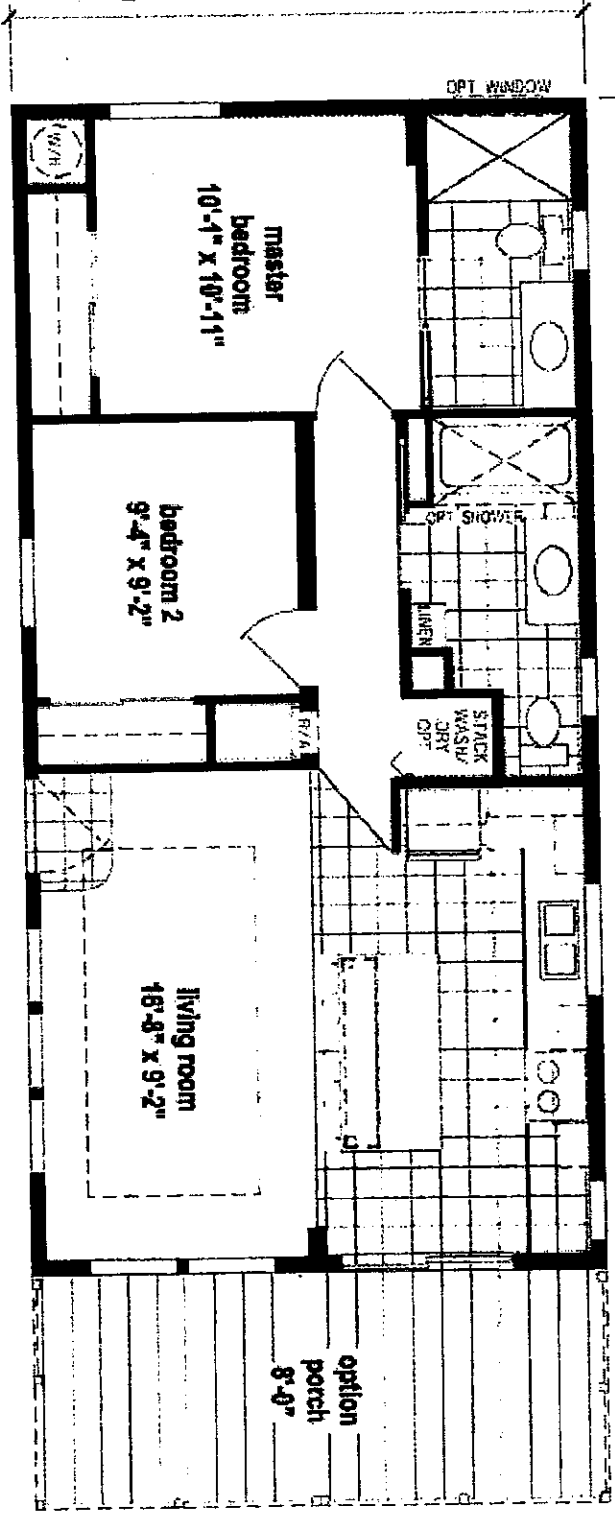 OPT WINDOW
W/H
master
bedroom
10'-1" x 10'-11"
bedroom 2
9'-4" x 9'-2"
OPT SHOWER
LINEN
STACK
WASH/
DRY
OPT
R/A
living room
16'-8" x 9'-2"
option
porch
8'-0"